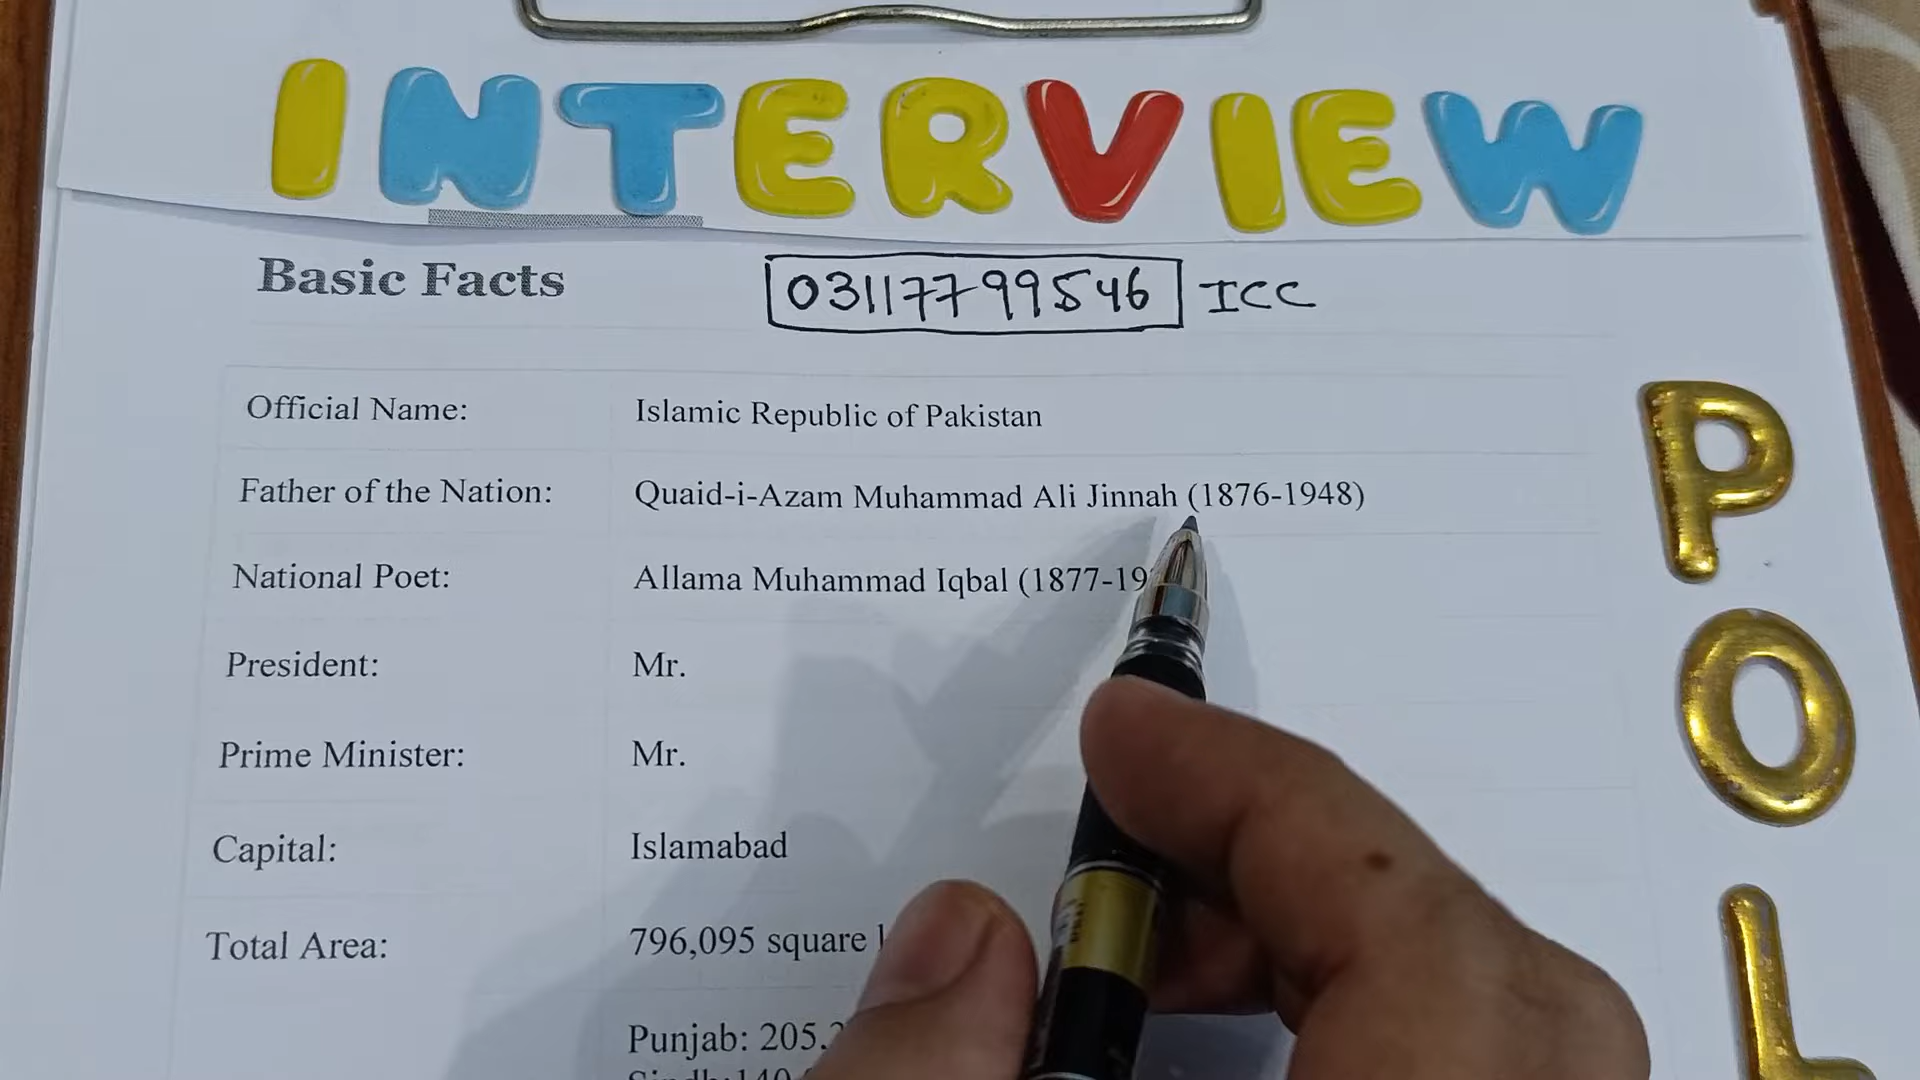 INTERVIEW
Basic Facts
03117799546 ICC
Official Name: Islamic Republic of Pakistan
Father of the Nation: Quaid-i-Azam Muhammad Ali Jinnah (1876-1948)
National Poet: Allama Muhammad Iqbal (1877-19
President: Mr.
Prime Minister: Mr.
Capital: Islamabad
Total Area: 796,095 square
Punjab: 205.
POL